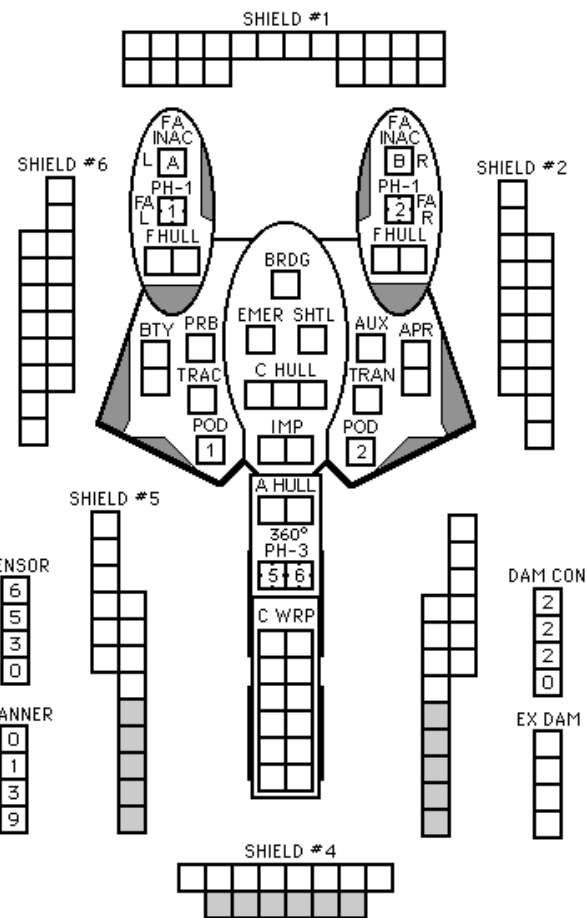 SHIELD #1
FA FA
INAC INAC
L A B R
PH-1 PH-1
FA L 1 2 FA R
F HULL F HULL
SHIELD #6
SHIELD #2
BRDG
BTY PRB EMER SHTL AUX APR
TRAC C HULL TRAN
POD IMP POD
1 2
A HULL
360°
PH-3
5 6
C WRP
SHIELD #5
ENSOR
6
5
3
0
ANNER
0
1
3
9
DAM CON
2
2
2
0
EX DAM
SHIELD #4